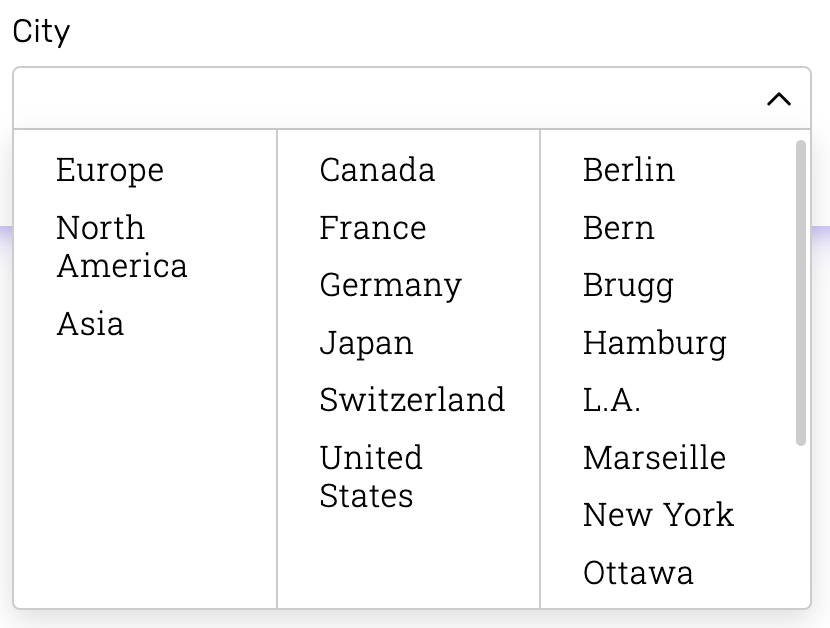 City
Europe
North
America
Asia
Canada
France
Germany
Japan
Switzerland
United
States
Berlin
Bern
Brugg
Hamburg
L.A.
Marseille
New York
Ottawa